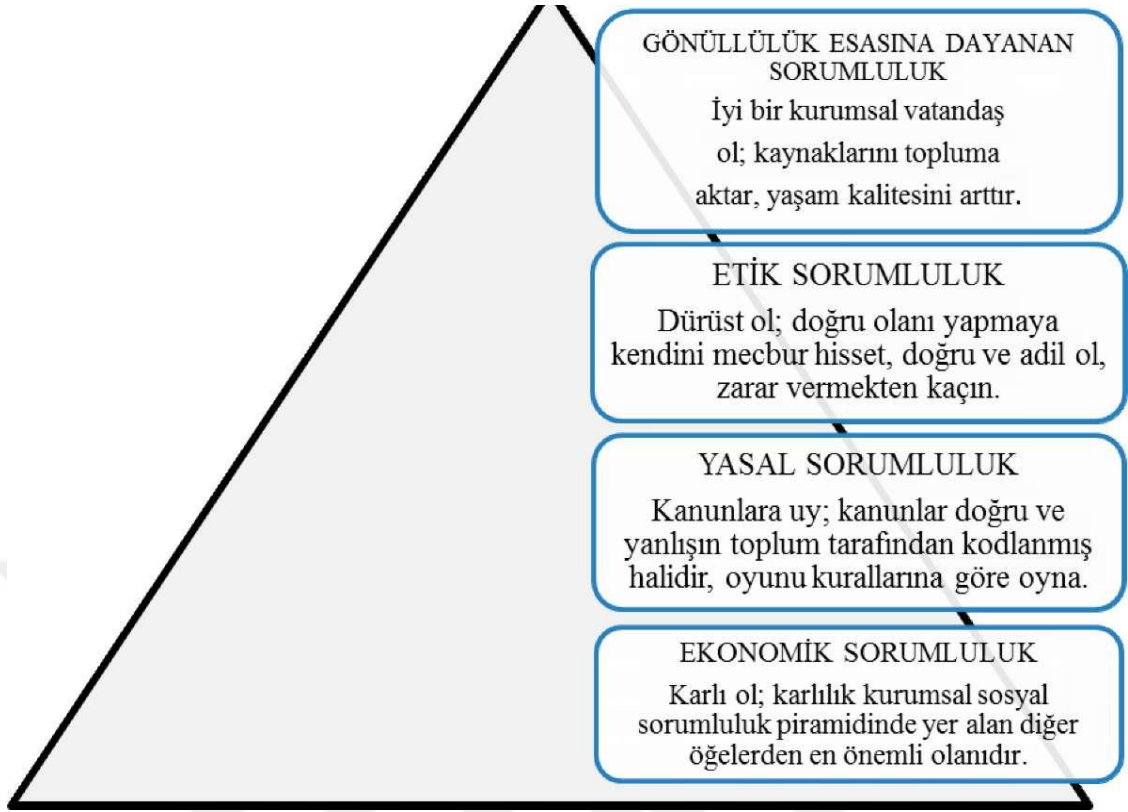 GÖNÜLLÜLÜK ESASINA DAYANAN
SORUMLULUK
İyi bir kurumsal vatandaş
ol; kaynaklarını topluma
aktar, yaşam kalitesini arttır.
ETİK SORUMLULUK
Dürüst ol; doğru olanı yapmaya
kendini mecbur hisset, doğru ve adil ol,
zarar vermekten kaçın.
YASAL SORUMLULUK
Kanunlara uy; kanunlar doğru ve
yanlışın toplum tarafından kodlanmış
halidir, oyunu kurallarına göre oyna.
EKONOMİK SORUMLULUK
Karlı ol; karlılık kurumsal sosyal
sorumluluk piramidinde yer alan diğer
öğelerden en önemli olanıdır.